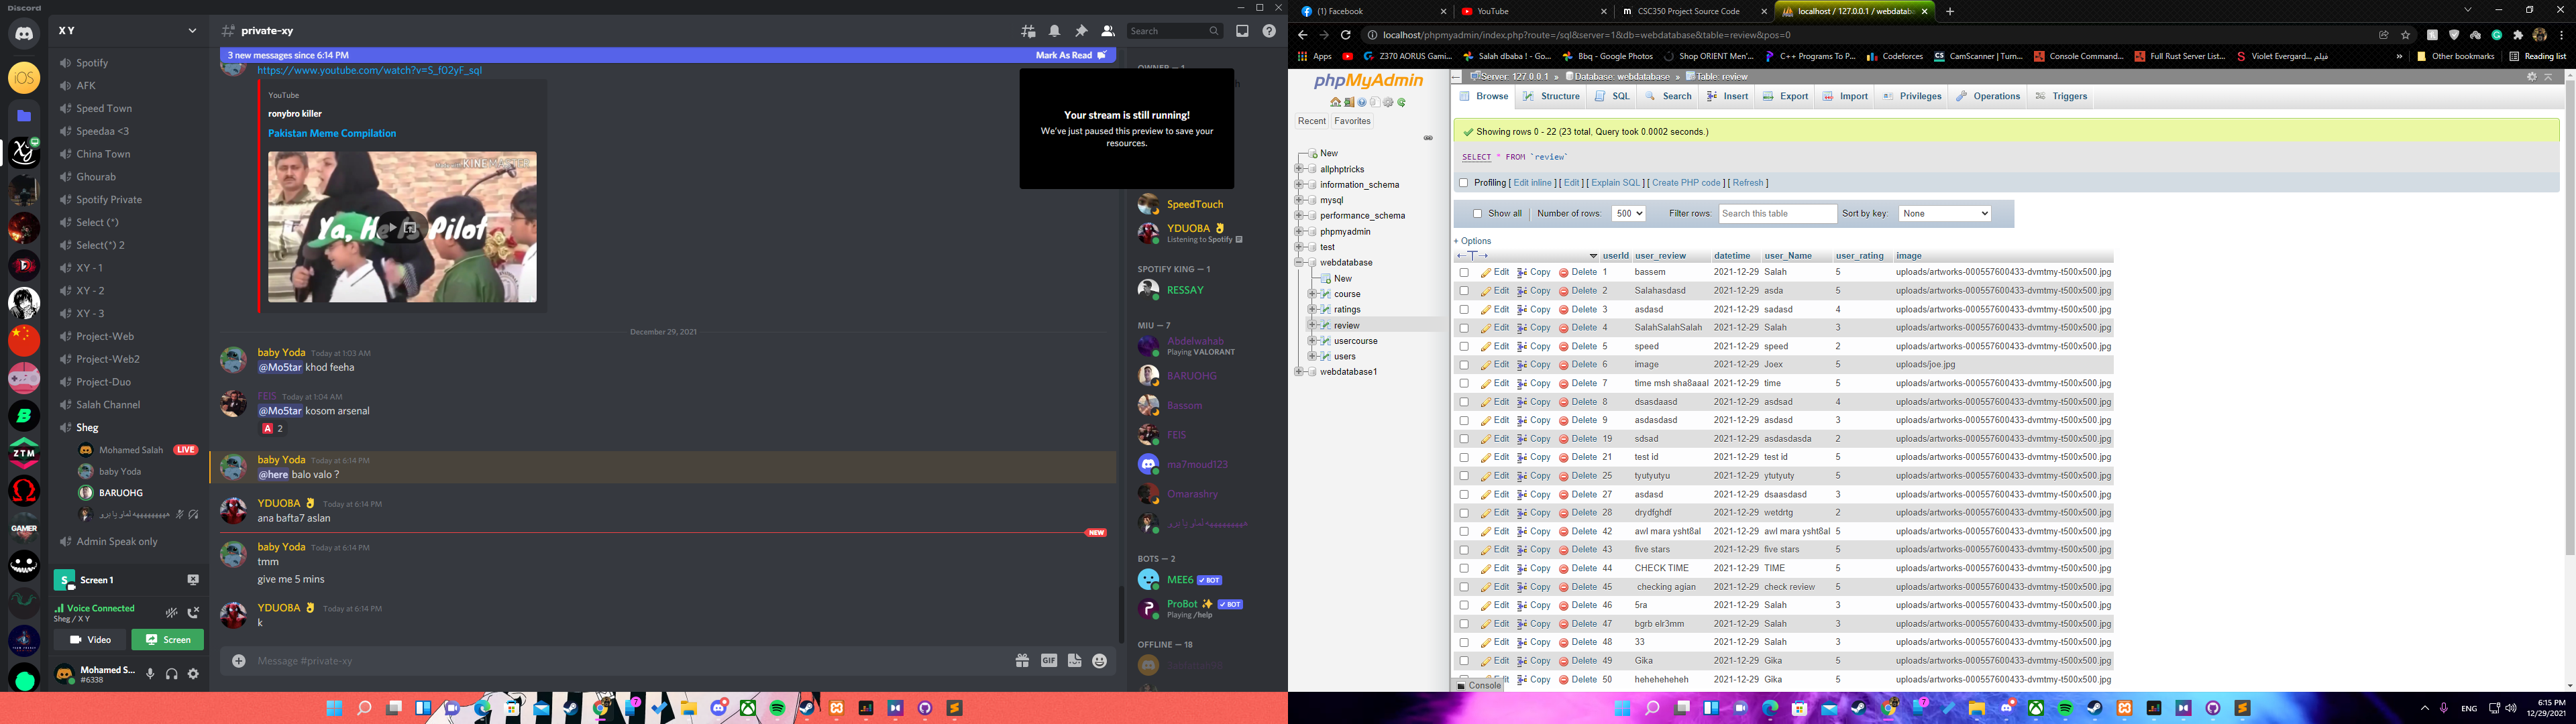 Discord
X Y
Spotify
AFK
Speed Town
Speedaa <3
China Town
Ghourab
Spotify Private
Select (*)
Select(*) 2
XY - 1
XY - 2
XY - 3
Project-Web
Project-Web2
Project-Duo
Salah Channel
Sheg
Mohamed Salah LIVE
baby Yoda
BARUOHG
Admin Speak only
Screen 1
Voice Connected
Sheg / X Y
Video Screen
Mohamed S...
#6338
iOS
ZTM
GAMER
private-xy
Search
3 new messages since 6:14 PM Mark As Read
https://www.youtube.com/watch?v=S_f02yF_sqI
YouTube
ronybro killer
Pakistan Meme Compilation
KINEMASTER
Ya, He Is Pilot
December 29, 2021
baby Yoda Today at 1:03 AM
@Mo5tar khod feeha
FEIS Today at 1:04 AM
@Mo5tar kosom arsenal
A 2
baby Yoda Today at 6:14 PM
@here balo valo ?
YDUOBA Today at 6:14 PM
ana bafta7 aslan
NEW
baby Yoda Today at 6:14 PM
tmm
give me 5 mins
YDUOBA Today at 6:14 PM
k
Message #private-xy
GIF
Your stream is still running!
We've just paused this preview to save your
resources.
SpeedTouch
YDUOBA
Listening to Spotify
SPOTIFY KING — 1
RESSAY
MIU — 7
Abdelwahab
Playing VALORANT
BARUOHG
Bassom
FEIS
ma7moud123
Omarashry
BOTS — 2
MEE6 BOT
ProBot BOT
Playing /help
OFFLINE — 18
(1) Facebook
YouTube
CSC350 Project Source Code
localhost / 127.0.0.1 / webdataba
localhost/phpmyadmin/index.php?route=/sql&server=1&db=webdatabase&table=review&pos=0
Apps
Z370 AORUS Gami...
Salah dbaba ! - Go...
Bbq - Google Photos
Shop ORIENT Men'...
C++ Programs To P...
Codeforces
CamScanner | Turn...
Console Command...
Full Rust Server List...
Violet Evergard... فيلم
Other bookmarks
Reading list
phpMyAdmin
Recent Favorites
New
allphptricks
information_schema
mysql
performance_schema
phpmyadmin
test
webdatabase
New
course
ratings
review
usercourse
users
webdatabase1
Server: 127.0.0.1 » Database: webdatabase » Table: review
Browse Structure SQL Search Insert Export Import Privileges Operations Triggers
Showing rows 0 - 22 (23 total, Query took 0.0002 seconds.)
SELECT * FROM `review`
Profiling [ Edit inline ] [ Edit ] [ Explain SQL ] [ Create PHP code ] [ Refresh ]
Show all Number of rows: 500 Filter rows: Search this table Sort by key: None
+ Options
userId user_review datetime user_Name user_rating image
Edit Copy Delete 1 bassem 2021-12-29 Salah 5 uploads/artworks-000557600433-dvmtmy-t500x500.jpg
Edit Copy Delete 2 Salahasdasd 2021-12-29 asda 5 uploads/artworks-000557600433-dvmtmy-t500x500.jpg
Edit Copy Delete 3 asdasd 2021-12-29 sadasd 4 uploads/artworks-000557600433-dvmtmy-t500x500.jpg
Edit Copy Delete 4 SalahSalahSalah 2021-12-29 Salah 3 uploads/artworks-000557600433-dvmtmy-t500x500.jpg
Edit Copy Delete 5 speed 2021-12-29 speed 2 uploads/artworks-000557600433-dvmtmy-t500x500.jpg
Edit Copy Delete 6 image 2021-12-29 Joex 5 uploads/joe.jpg
Edit Copy Delete 7 time msh sha8aaal 2021-12-29 time 5 uploads/artworks-000557600433-dvmtmy-t500x500.jpg
Edit Copy Delete 8 dsasdaasd 2021-12-29 asdsad 4 uploads/artworks-000557600433-dvmtmy-t500x500.jpg
Edit Copy Delete 9 asdasdasd 2021-12-29 asdasd 3 uploads/artworks-000557600433-dvmtmy-t500x500.jpg
Edit Copy Delete 19 sdsad 2021-12-29 asdasdasda 2 uploads/artworks-000557600433-dvmtmy-t500x500.jpg
Edit Copy Delete 21 test id 2021-12-29 test id 5 uploads/artworks-000557600433-dvmtmy-t500x500.jpg
Edit Copy Delete 25 tyutyutyu 2021-12-29 ytutyuty 5 uploads/artworks-000557600433-dvmtmy-t500x500.jpg
Edit Copy Delete 27 asdasd 2021-12-29 dsaasdasd 3 uploads/artworks-000557600433-dvmtmy-t500x500.jpg
Edit Copy Delete 28 drydfghdf 2021-12-29 wetdrtg 2 uploads/artworks-000557600433-dvmtmy-t500x500.jpg
Edit Copy Delete 42 awl mara ysht8al 2021-12-29 awl mara ysht8al 5 uploads/artworks-000557600433-dvmtmy-t500x500.jpg
Edit Copy Delete 43 five stars 2021-12-29 five stars 5 uploads/artworks-000557600433-dvmtmy-t500x500.jpg
Edit Copy Delete 44 CHECK TIME 2021-12-29 TIME 5 uploads/artworks-000557600433-dvmtmy-t500x500.jpg
Edit Copy Delete 45 checking agian 2021-12-29 check review 5 uploads/artworks-000557600433-dvmtmy-t500x500.jpg
Edit Copy Delete 46 5ra 2021-12-29 Salah 3 uploads/artworks-000557600433-dvmtmy-t500x500.jpg
Edit Copy Delete 47 bgrb elr3mm 2021-12-29 Salah 3 uploads/artworks-000557600433-dvmtmy-t500x500.jpg
Edit Copy Delete 48 33 2021-12-29 Salah 3 uploads/artworks-000557600433-dvmtmy-t500x500.jpg
Edit Copy Delete 49 Gika 2021-12-29 Gika 5 uploads/artworks-000557600433-dvmtmy-t500x500.jpg
Edit Copy Delete 50 heheheheheh 2021-12-29 Gika 5 uploads/artworks-000557600433-dvmtmy-t500x500.jpg
Console
ENG
6:15 PM
12/29/2021